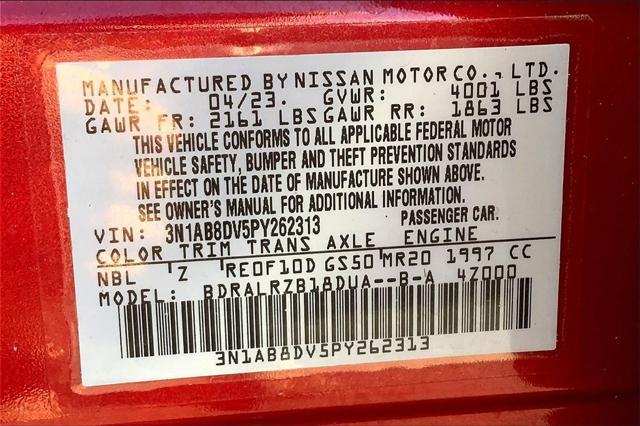 MANUFACTURED BY NISSAN MOTOR CO., LTD.
DATE: 04/23. GVWR: 4001 LBS
GAWR FR: 2161 LBS GAWR RR: 1863 LBS
THIS VEHICLE CONFORMS TO ALL APPLICABLE FEDERAL MOTOR
VEHICLE SAFETY, BUMPER AND THEFT PREVENTION STANDARDS
IN EFFECT ON THE DATE OF MANUFACTURE SHOWN ABOVE.
SEE OWNER'S MANUAL FOR ADDITIONAL INFORMATION.
VIN: 3N1AB8DV5PY262313 PASSENGER CAR.
COLOR TRIM TRANS AXLE ENGINE
NBL Z RE0F10D GS50 MR20 1997 CC
MODEL: BDRALRZB18DUA--B-A 4Z000
3N1AB8DV5PY262313